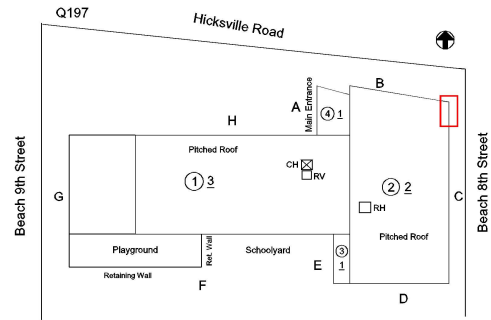 Q197
Hicksville Road
B
A
Main Entrance
④ 1
H
Pitched Roof
CH
RV
① 3
② 2
RH
Pitched Roof
G
C
Beach 9th Street
Beach 8th Street
Playground
Ret. Wall
Schoolyard
E
③
1
Retaining Wall
F
D